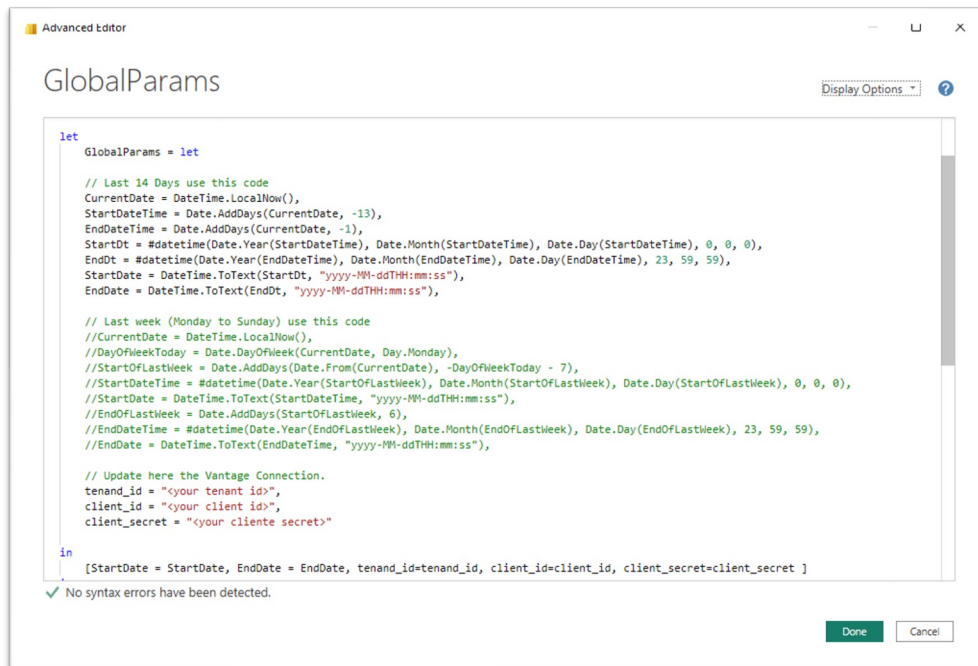 Advanced Editor
GlobalParams
Display Options
?
let
    GlobalParams = let
    // Last 14 Days use this code
    CurrentDate = DateTime.LocalNow(),
    StartDateTime = Date.AddDays(CurrentDate, -13),
    EndDateTime = Date.AddDays(CurrentDate, -1),
    StartDt = #datetime(Date.Year(StartDateTime), Date.Month(StartDateTime), Date.Day(StartDateTime), 0, 0, 0),
    EndDt = #datetime(Date.Year(EndDateTime), Date.Month(EndDateTime), Date.Day(EndDateTime), 23, 59, 59),
    StartDate = DateTime.ToText(StartDt, "yyyy-MM-ddTHH:mm:ss"),
    EndDate = DateTime.ToText(EndDt, "yyyy-MM-ddTHH:mm:ss"),
    // Last week (Monday to Sunday) use this code
    //CurrentDate = DateTime.LocalNow(),
    //DayOfWeekToday = Date.DayOfWeek(CurrentDate, Day.Monday),
    //StartOfLastWeek = Date.AddDays(Date.From(CurrentDate), -DayOfWeekToday - 7),
    //StartDateTime = #datetime(Date.Year(StartOfLastWeek), Date.Month(StartOfLastWeek), Date.Day(StartOfLastWeek), 0, 0, 0),
    //StartDate = DateTime.ToText(StartDateTime, "yyyy-MM-ddTHH:mm:ss"),
    //EndOfLastWeek = Date.AddDays(StartOfLastWeek, 6),
    //EndDateTime = #datetime(Date.Year(EndOfLastWeek), Date.Month(EndOfLastWeek), Date.Day(EndOfLastWeek), 23, 59, 59),
    //EndDate = DateTime.ToText(EndDateTime, "yyyy-MM-ddTHH:mm:ss"),
    // Update here the Vantage Connection.
    tenand_id = "<your tenant id>",
    client_id = "<your client id>",
    client_secret = "<your cliente secret>"
in
    [StartDate = StartDate, EndDate = EndDate, tenand_id=tenand_id, client_id=client_id, client_secret=client_secret ]
No syntax errors have been detected.
Done
Cancel